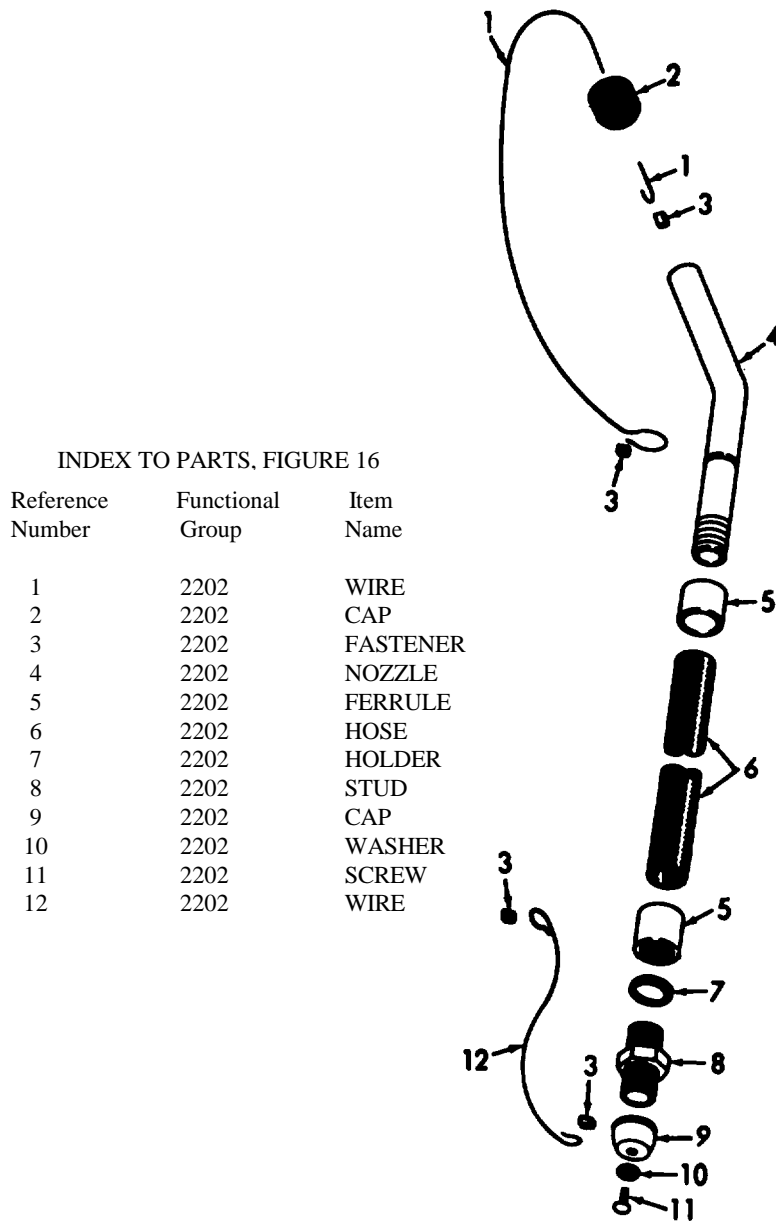 INDEX TO PARTS, FIGURE 16
Reference Functional Item
Number Group Name
1 2202 WIRE
2 2202 CAP
3 2202 FASTENER
4 2202 NOZZLE
5 2202 FERRULE
6 2202 HOSE
7 2202 HOLDER
8 2202 STUD
9 2202 CAP
10 2202 WASHER
11 2202 SCREW
12 2202 WIRE
1
2
1
3
3
5
6
3
5
7
12
3
8
9
10
11